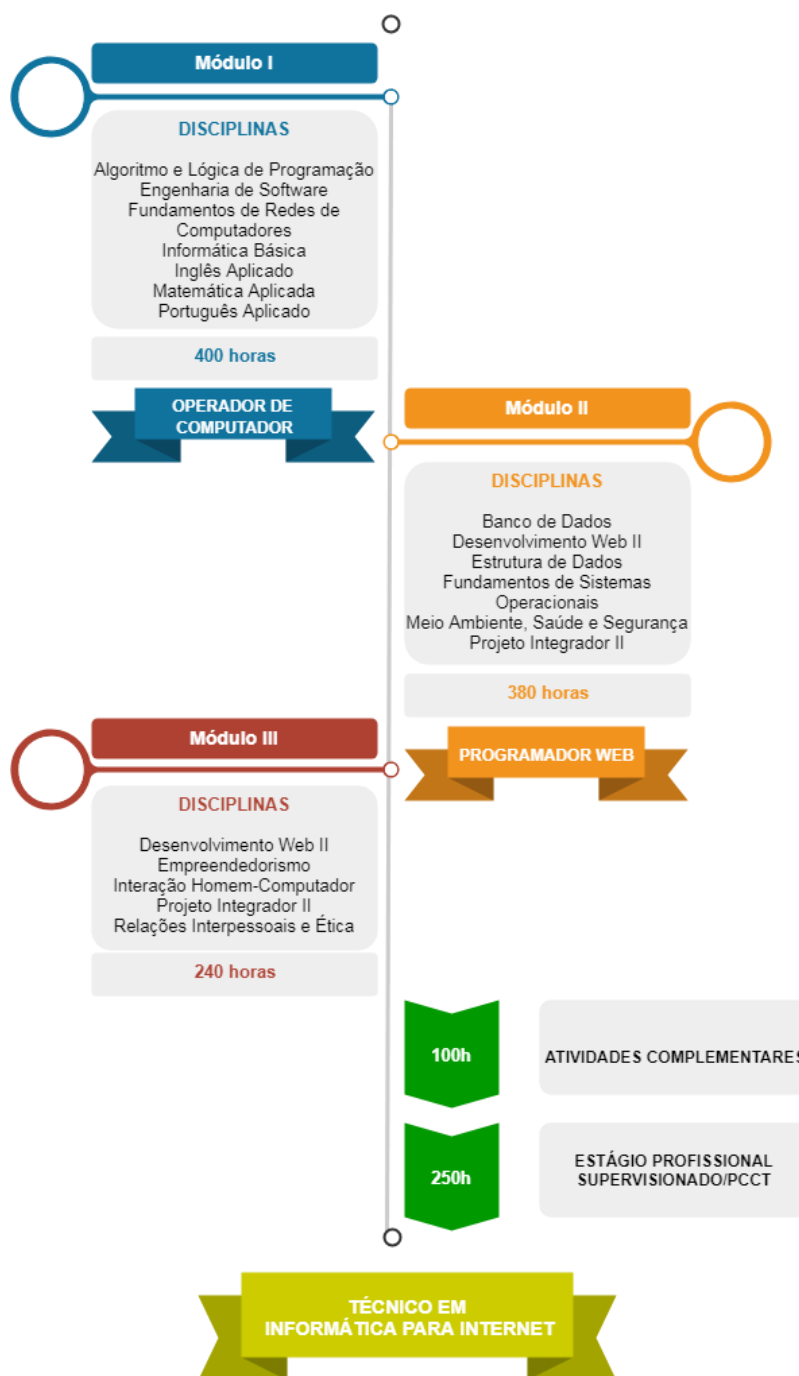 Módulo I
DISCIPLINAS
Algoritmo e Lógica de Programação
Engenharia de Software
Fundamentos de Redes de
Computadores
Informática Básica
Inglês Aplicado
Matemática Aplicada
Português Aplicado
400 horas
OPERADOR DE
COMPUTADOR
Módulo II
DISCIPLINAS
Banco de Dados
Desenvolvimento Web II
Estrutura de Dados
Fundamentos de Sistemas
Operacionais
Meio Ambiente, Saúde e Segurança
Projeto Integrador II
380 horas
PROGRAMADOR WEB
Módulo III
DISCIPLINAS
Desenvolvimento Web II
Empreendedorismo
Interação Homem-Computador
Projeto Integrador II
Relações Interpessoais e Ética
240 horas
100h
ATIVIDADES COMPLEMENTARES
250h
ESTÁGIO PROFISSIONAL
SUPERVISIONADO/PCCT
TÉCNICO EM
INFORMÁTICA PARA INTERNET